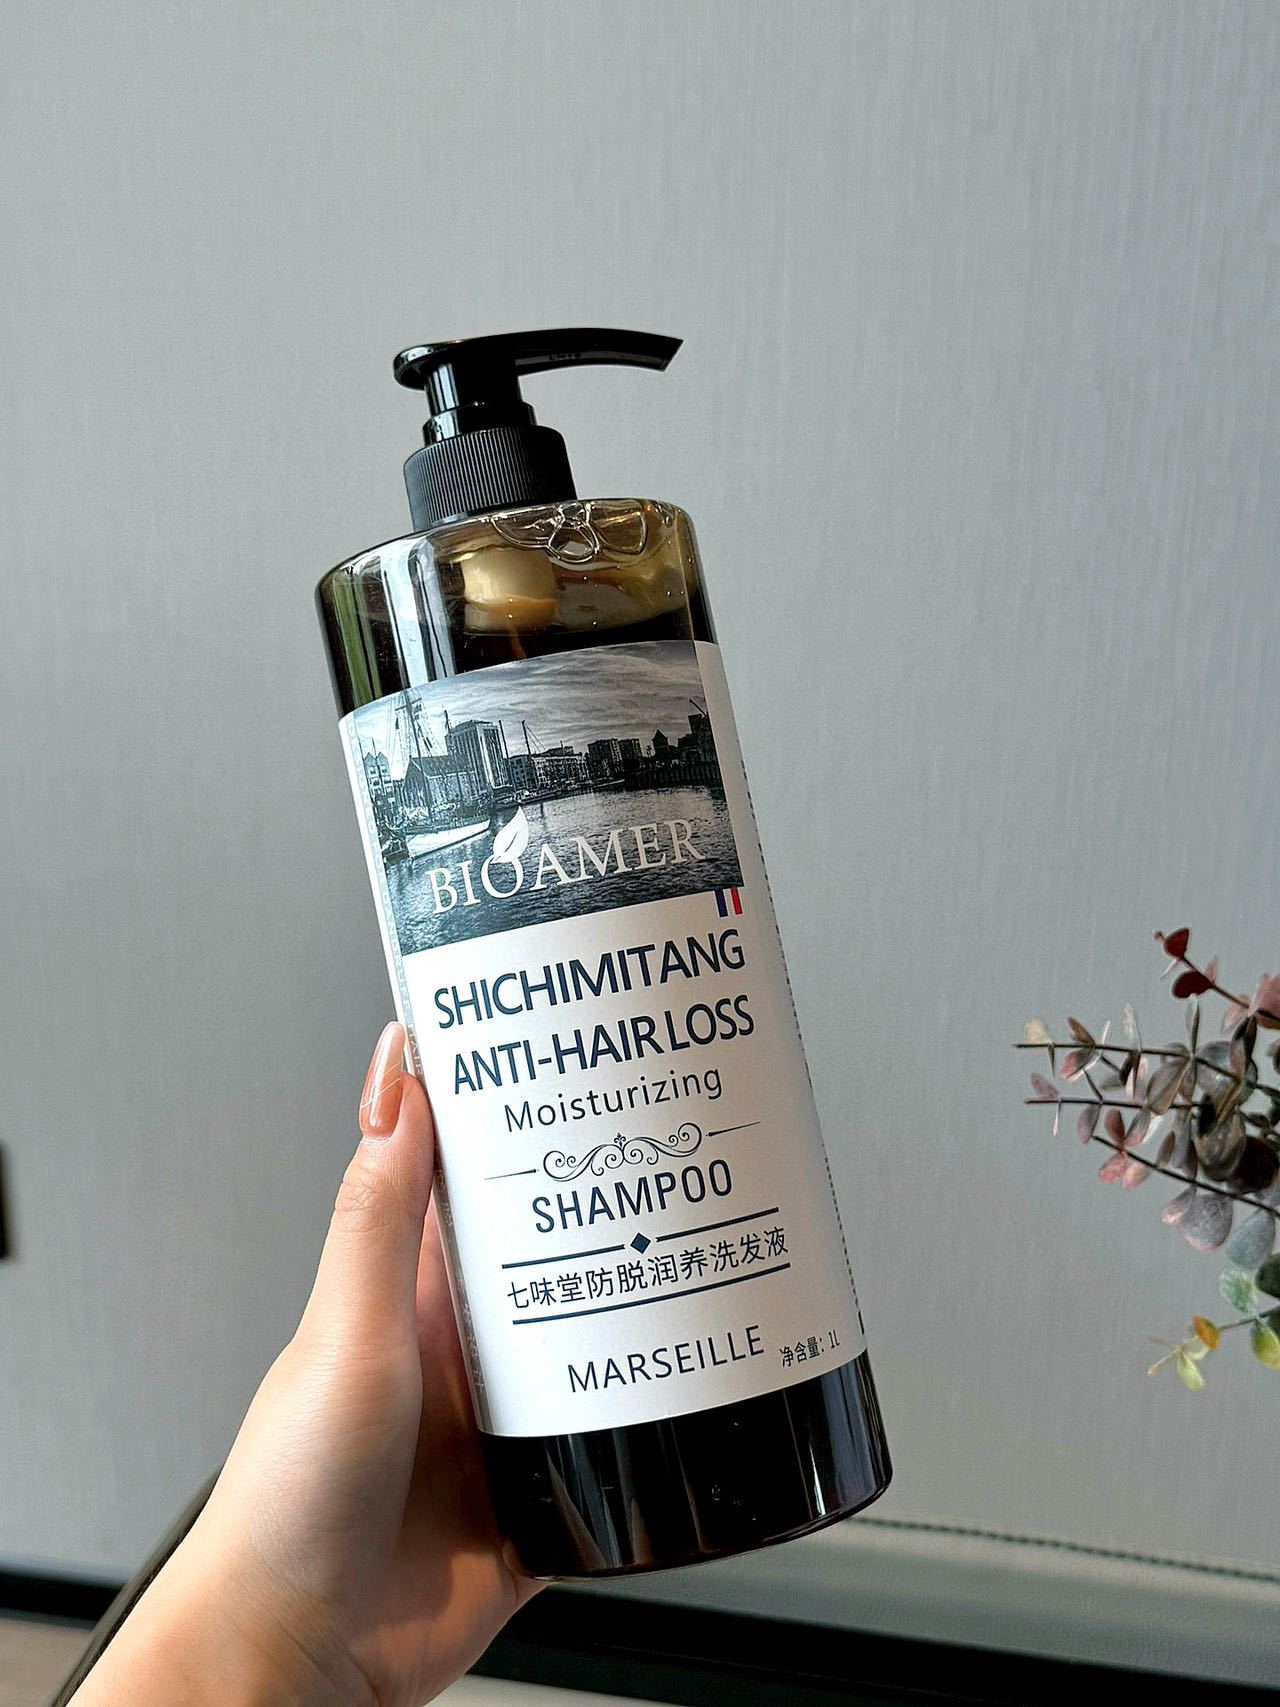 BIOAMER
SHICHIMITANG
ANTI-HAIR LOSS
Moisturizing
SHAMPOO
七味堂防脱润养洗发液
MARSEILLE
净含量：1L